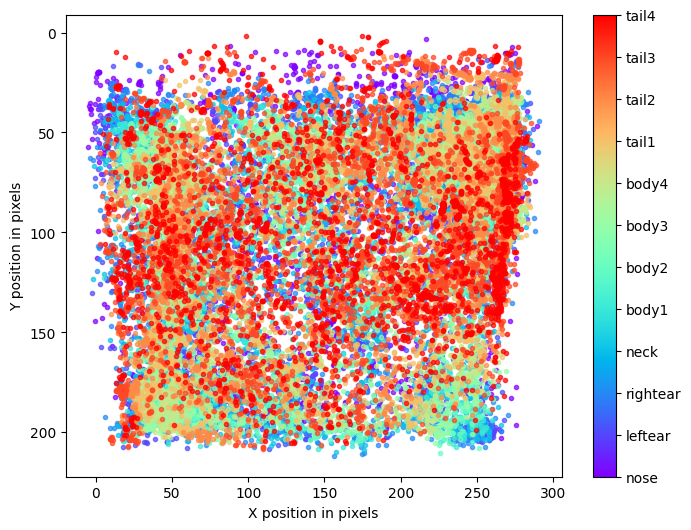 0
50
100
150
200
Y position in pixels
0
50
100
150
200
250
300
X position in pixels
tail4
tail3
tail2
tail1
body4
body3
body2
body1
neck
rightear
leftear
nose